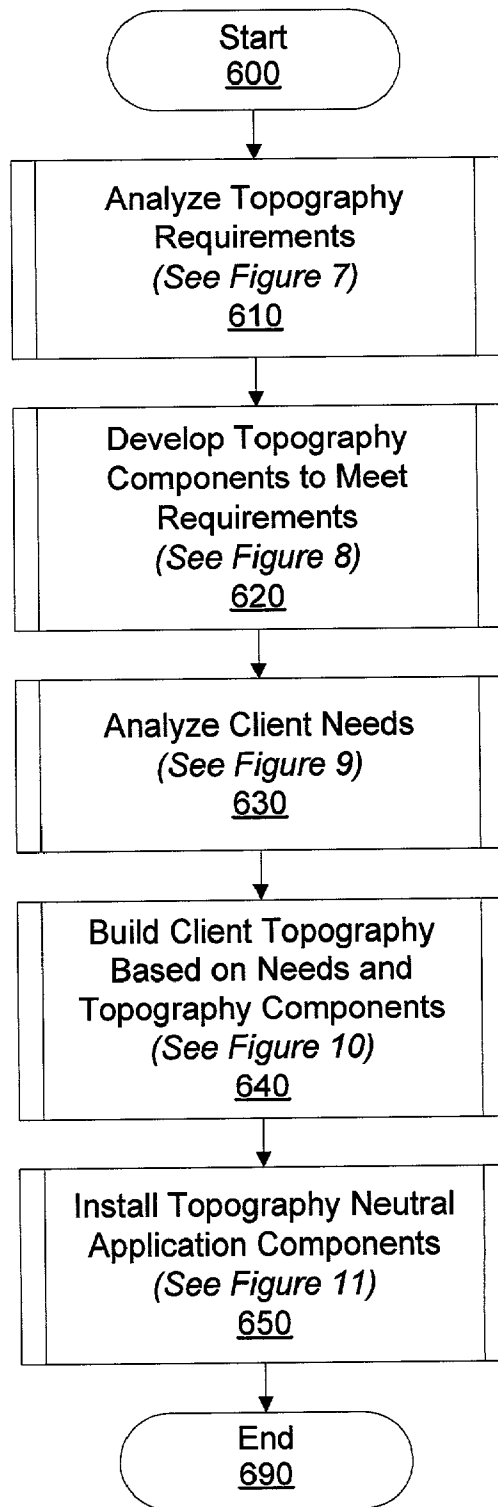 Start
600
Analyze Topography
Requirements
(See Figure 7)
610
Develop Topography
Components to Meet
Requirements
(See Figure 8)
620
Analyze Client Needs
(See Figure 9)
630
Build Client Topography
Based on Needs and
Topography Components
(See Figure 10)
640
Install Topography Neutral
Application Components
(See Figure 11)
650
End
690